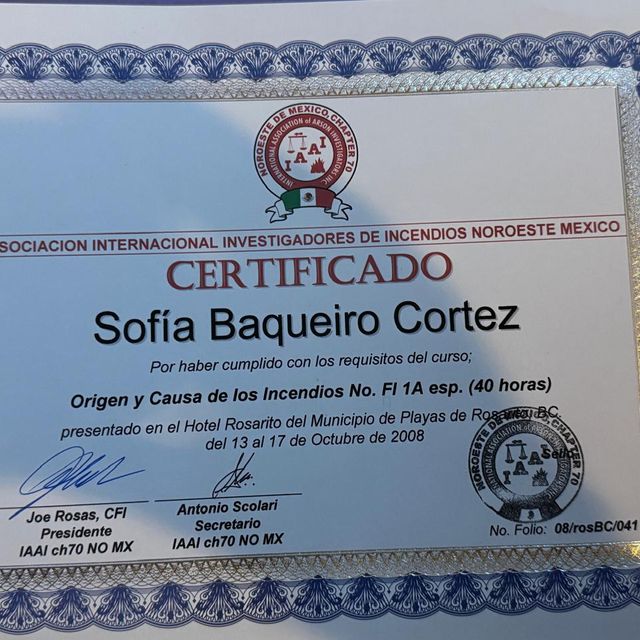 NOROESTE DE MEXICO, CHAPTER 70
INTERNATIONAL ASSOCIATION of ARSON INVESTIGATORS INC
IAAI
SOCIACION INTERNACIONAL INVESTIGADORES DE INCENDIOS NOROESTE MEXICO
CERTIFICADO
Sofía Baqueiro Cortez
Por haber cumplido con los requisitos del curso;
Origen y Causa de los Incendios No. FI 1A esp. (40 horas)
presentado en el Hotel Rosarito del Municipio de Playas de Rosarito, BC.
del 13 al 17 de Octubre de 2008
NOROESTE DE MEXICO, CHAPTER 70
IAAI
Sello
Joe Rosas, CFI
Presidente
IAAI ch70 NO MX
Antonio Scolari
Secretario
IAAI ch70 NO MX
No. Folio: 08/rosBC/041